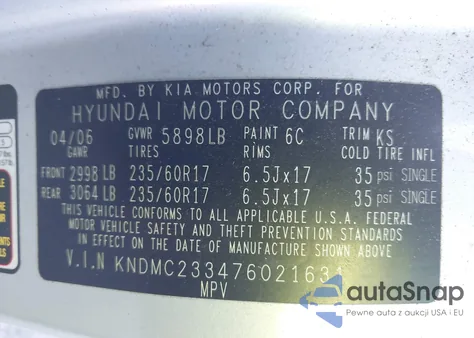 MFD. BY KIA MOTORS CORP. FOR
HYUNDAI MOTOR COMPANY
04/06 GVWR 5898LB PAINT 6C TRIM KS
GAWR TIRES RIMS COLD TIRE INFL
FRONT 2998 LB 235/60R17 6.5Jx17 35 psi SINGLE
REAR 3064 LB 235/60R17 6.5Jx17 35 psi SINGLE
THIS VEHICLE CONFORMS TO ALL APPLICABLE U.S.A. FEDERAL
MOTOR VEHICLE SAFETY AND THEFT PREVENTION STANDARDS
IN EFFECT ON THE DATE OF MANUFACTURE SHOWN ABOVE.
V.I.N KNDMC233476021634
MPV
autoSnap
Pewne auta z aukcji USA i EU